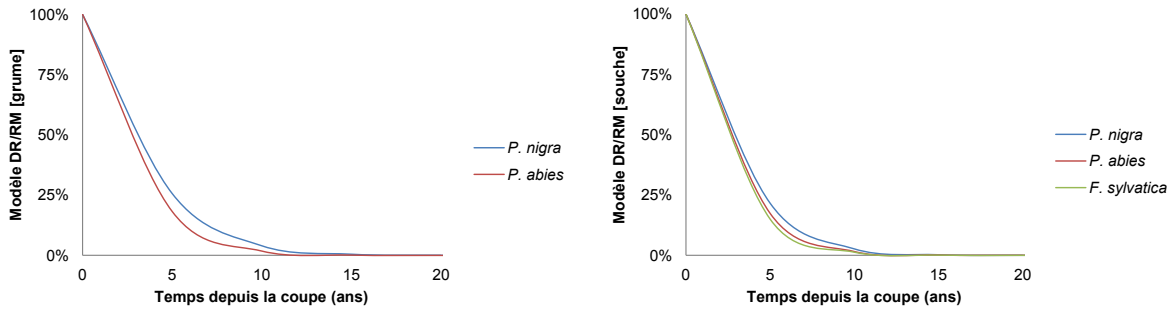 Modèle DR/RM [grume]
100%
75%
50%
25%
0%
0 5 10 15 20
Temps depuis la coupe (ans)
P. nigra
P. abies
Modèle DR/RM [souche]
100%
75%
50%
25%
0%
0 5 10 15 20
Temps depuis la coupe (ans)
P. nigra
P. abies
F. sylvatica